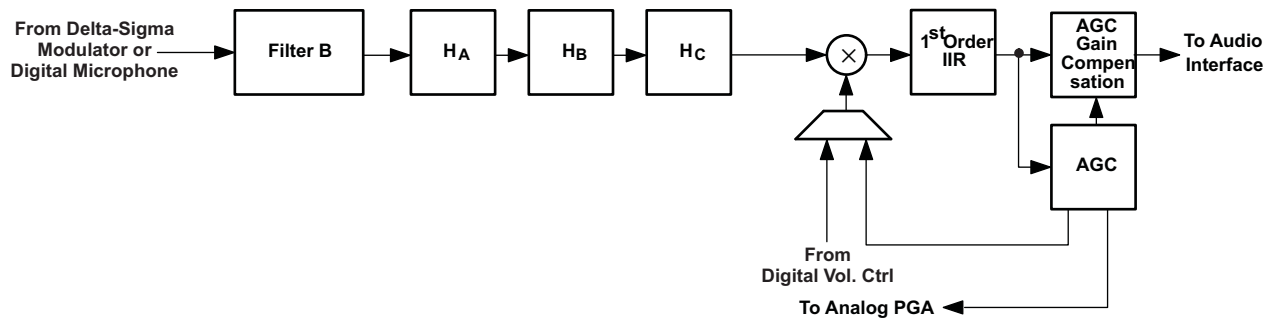 From Delta-Sigma
Modulator or
Digital Microphone
Filter B
HA
HB
HC
×
1st Order
IIR
AGC
Gain
Compen
sation
To Audio
Interface
AGC
From
Digital Vol. Ctrl
To Analog PGA